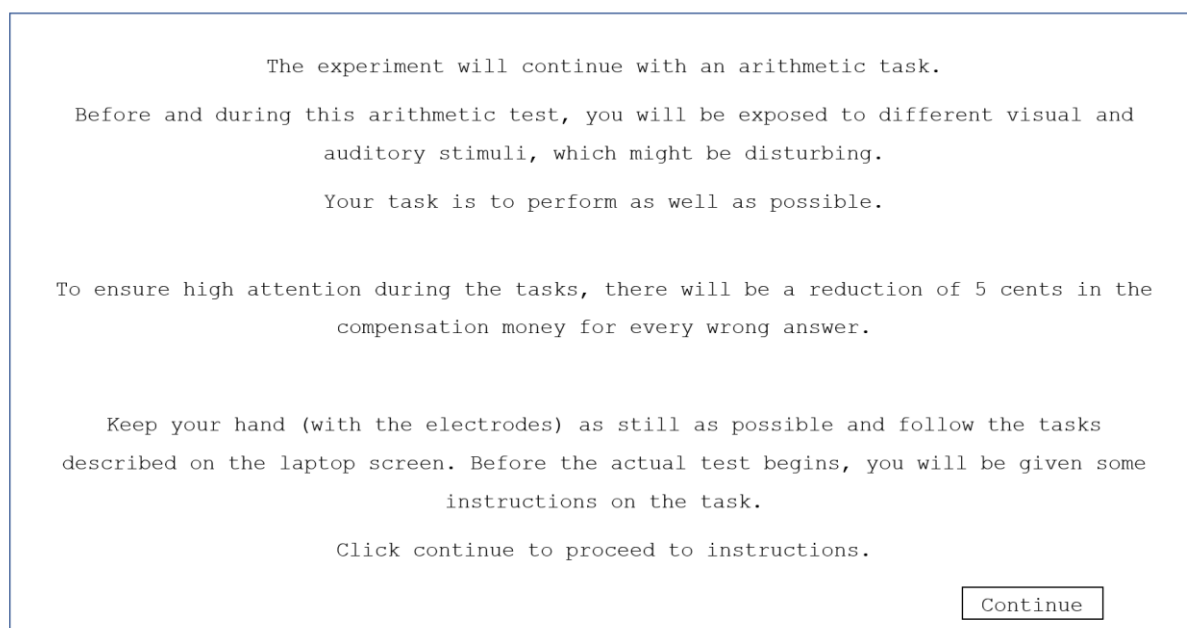 The experiment will continue with an arithmetic task.
Before and during this arithmetic test, you will be exposed to different visual and
auditory stimuli, which might be disturbing.
Your task is to perform as well as possible.
To ensure high attention during the tasks, there will be a reduction of 5 cents in the
compensation money for every wrong answer.
Keep your hand (with the electrodes) as still as possible and follow the tasks
described on the laptop screen. Before the actual test begins, you will be given some
instructions on the task.
Click continue to proceed to instructions.
Continue